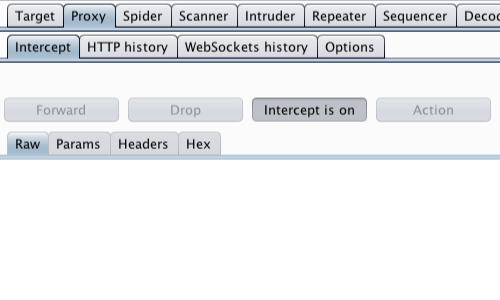 Target Proxy Spider Scanner Intruder Repeater Sequencer
Intercept HTTP history WebSockets history Options
Forward Drop Intercept is on Action
Raw Params Headers Hex